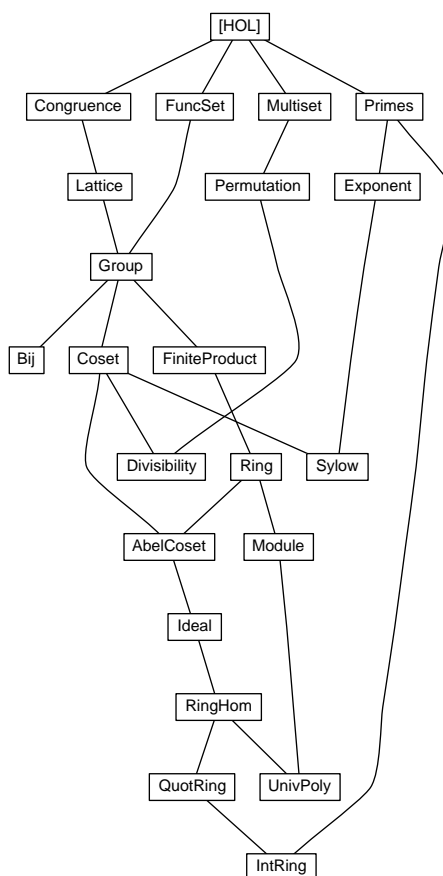 [HOL]
Congruence
FuncSet
Multiset
Primes
Lattice
Permutation
Exponent
Group
Bij
Coset
FiniteProduct
Divisibility
Ring
Sylow
AbelCoset
Module
Ideal
RingHom
QuotRing
UnivPoly
IntRing